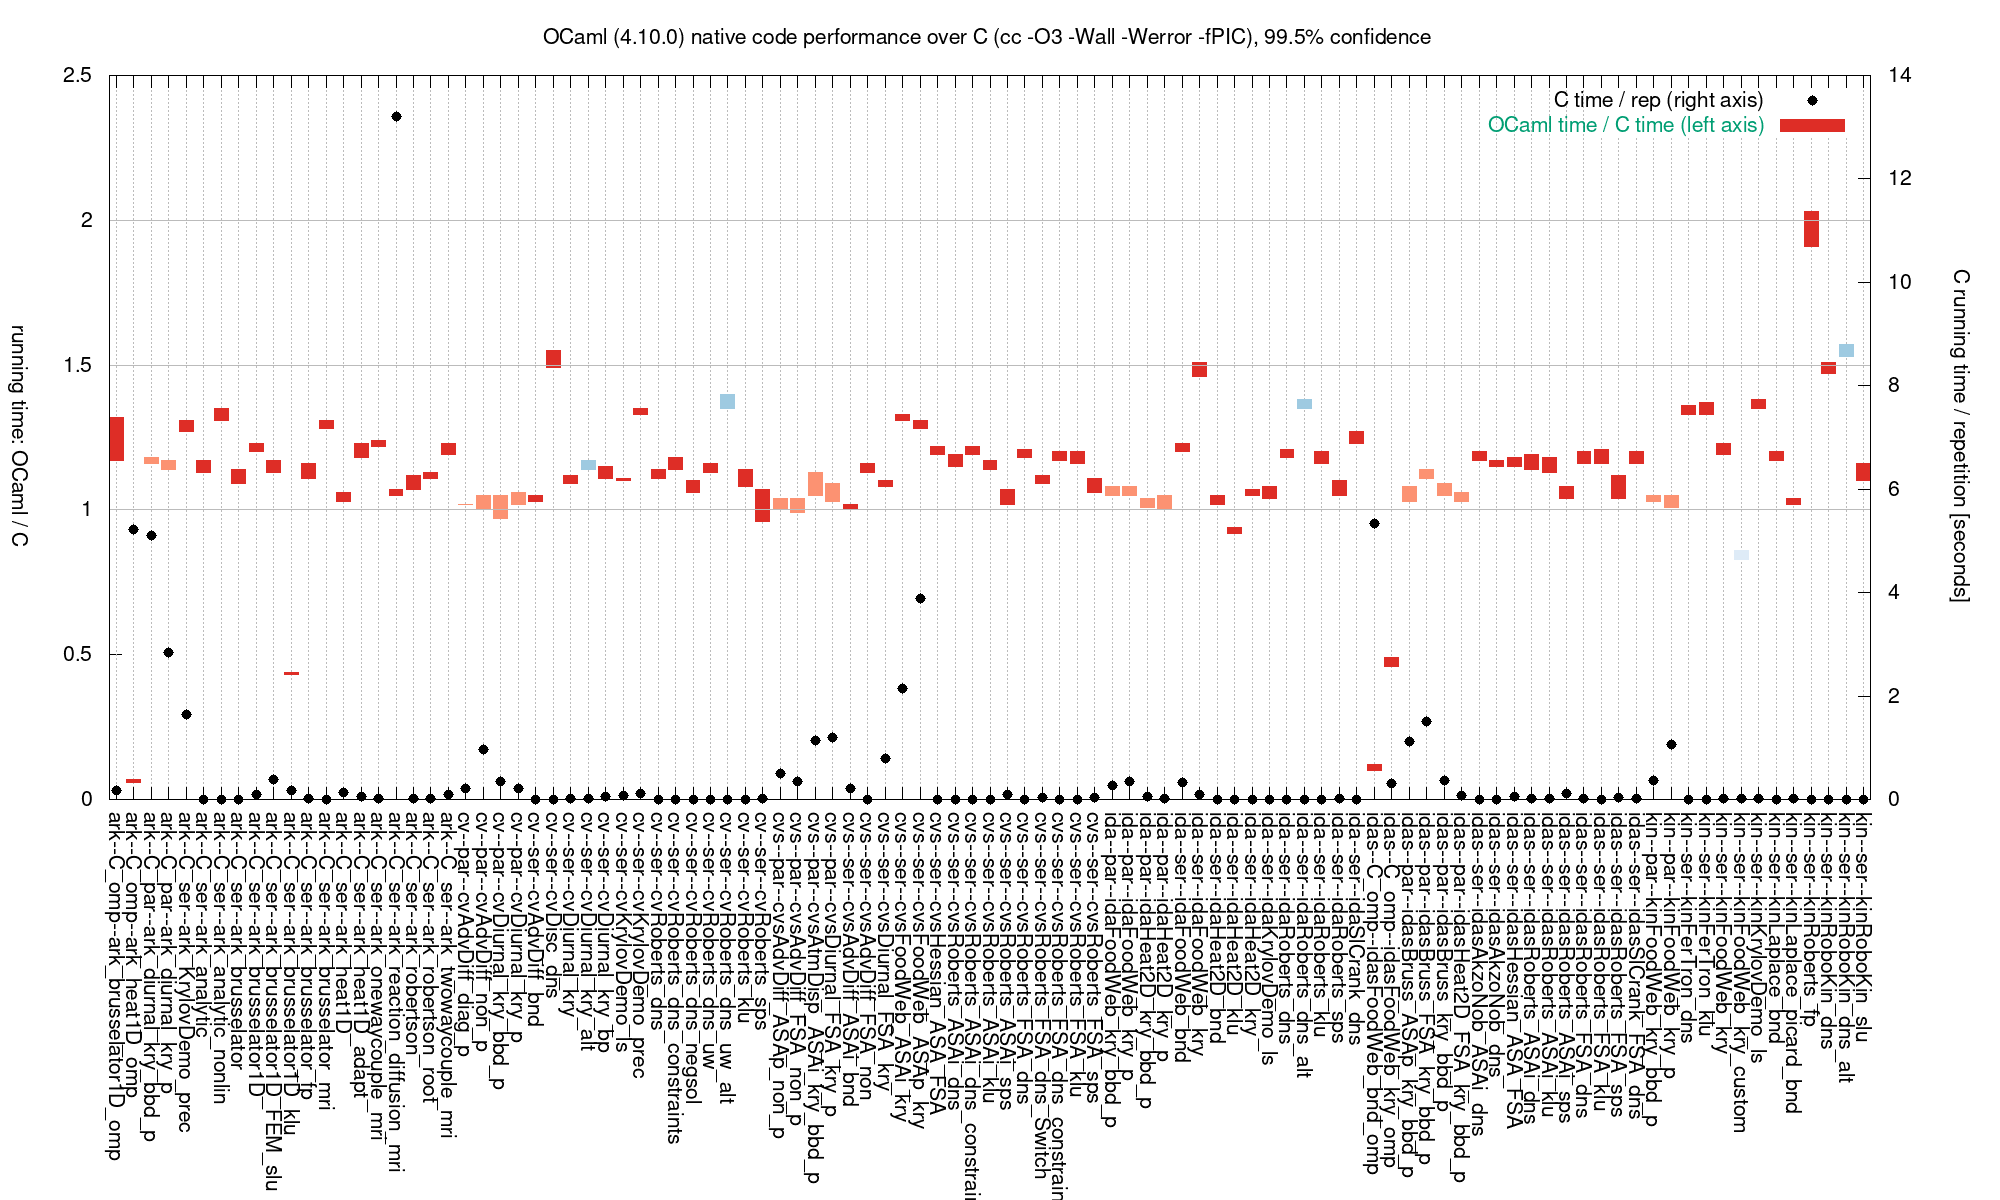 OCaml (4.10.0) native code performance over C (cc -O3 -Wall -Werror -fPIC), 99.5% confidence
C time / rep (right axis)
OCaml time / C time (left axis)
running time: OCaml / C
2.5
2
1.5
1
0.5
0
14
12
10
8
6
4
2
0
C running time / repetition [seconds]
ark--C_omp--ark_brusselator1D_omp
ark--C_omp--ark_heat1D_omp
ark--C_par--ark_diurnal_kry_bbd_p
ark--C_par--ark_diurnal_kry_p
ark--C_ser--ark_KrylovDemo_prec
ark--C_ser--ark_analytic
ark--C_ser--ark_analytic_nonlin
ark--C_ser--ark_brusselator
ark--C_ser--ark_brusselator1D
ark--C_ser--ark_brusselator1D_FEM_slu
ark--C_ser--ark_brusselator1D_klu
ark--C_ser--ark_brusselator_fp
ark--C_ser--ark_brusselator_mri
ark--C_ser--ark_heat1D
ark--C_ser--ark_heat1D_adapt
ark--C_ser--ark_onewaycouple_mri
ark--C_ser--ark_reaction_diffusion_mri
ark--C_ser--ark_robertson
ark--C_ser--ark_robertson_root
ark--C_ser--ark_twowaycouple_mri
cv--par--cvAdvDiff_diag_p
cv--par--cvAdvDiff_non_p
cv--par--cvDiurnal_kry_bbd_p
cv--par--cvDiurnal_kry_p
cv--ser--cvAdvDiff_bnd
cv--ser--cvDisc_dns
cv--ser--cvDiurnal_kry
cv--ser--cvDiurnal_kry_alt
cv--ser--cvDiurnal_kry_bp
cv--ser--cvKrylovDemo_ls
cv--ser--cvKrylovDemo_prec
cv--ser--cvRoberts_dns
cv--ser--cvRoberts_dns_constraints
cv--ser--cvRoberts_dns_negsol
cv--ser--cvRoberts_dns_uw
cv--ser--cvRoberts_dns_uw_alt
cv--ser--cvRoberts_klu
cv--ser--cvRoberts_sps
cvs--par--cvsAdvDiff_ASAp_non_p
cvs--par--cvsAdvDiff_FSA_non_p
cvs--par--cvsAtmDisp_ASAi_kry_bbd_p
cvs--par--cvsDiurnal_FSA_kry_p
cvs--ser--cvsAdvDiff_ASAi_bnd
cvs--ser--cvsAdvDiff_FSA_non
cvs--ser--cvsDiurnal_FSA_kry
cvs--ser--cvsFoodWeb_ASAi_kry
cvs--ser--cvsFoodWeb_ASAp_kry
cvs--ser--cvsHessian_ASA_FSA
cvs--ser--cvsRoberts_ASAi_dns
cvs--ser--cvsRoberts_ASAi_dns_constrain
cvs--ser--cvsRoberts_ASAi_klu
cvs--ser--cvsRoberts_ASAi_sps
cvs--ser--cvsRoberts_FSA_dns
cvs--ser--cvsRoberts_FSA_dns_Switch
cvs--ser--cvsRoberts_FSA_dns_constrain
cvs--ser--cvsRoberts_FSA_klu
cvs--ser--cvsRoberts_FSA_sps
ida--par--idaFoodWeb_kry_bbd_p
ida--par--idaFoodWeb_kry_p
ida--par--idaHeat2D_kry_bbd_p
ida--par--idaHeat2D_kry_p
ida--ser--idaFoodWeb_bnd
ida--ser--idaFoodWeb_kry
ida--ser--idaHeat2D_bnd
ida--ser--idaHeat2D_klu
ida--ser--idaHeat2D_kry
ida--ser--idaKrylovDemo_ls
ida--ser--idaRoberts_dns
ida--ser--idaRoberts_dns_alt
ida--ser--idaRoberts_klu
ida--ser--idaRoberts_sps
ida--ser--idaSlCrank_dns
idas--C_omp--idasFoodWeb_bnd_omp
idas--C_omp--idasFoodWeb_kry_omp
idas--par--idasBruss_ASAp_kry_bbd_p
idas--par--idasBruss_FSA_kry_bbd_p
idas--par--idasBruss_kry_bbd_p
idas--par--idasHeat2D_FSA_kry_bbd_p
idas--ser--idasAkzoNob_ASAi_dns
idas--ser--idasAkzoNob_dns
idas--ser--idasHessian_ASA_FSA
idas--ser--idasRoberts_ASAi_dns
idas--ser--idasRoberts_ASAi_klu
idas--ser--idasRoberts_ASAi_sps
idas--ser--idasRoberts_FSA_dns
idas--ser--idasRoberts_FSA_klu
idas--ser--idasRoberts_FSA_sps
idas--ser--idasSlCrank_FSA_dns
kin--par--kinFoodWeb_kry_bbd_p
kin--par--kinFoodWeb_kry_p
kin--ser--kinFerTron_dns
kin--ser--kinFerTron_klu
kin--ser--kinFoodWeb_kry
kin--ser--kinFoodWeb_kry_custom
kin--ser--kinKrylovDemo_ls
kin--ser--kinLaplace_bnd
kin--ser--kinLaplace_picard_bnd
kin--ser--kinRoberts_fp
kin--ser--kinRoboKin_dns
kin--ser--kinRoboKin_dns_alt
kin--ser--kinRoboKin_slu